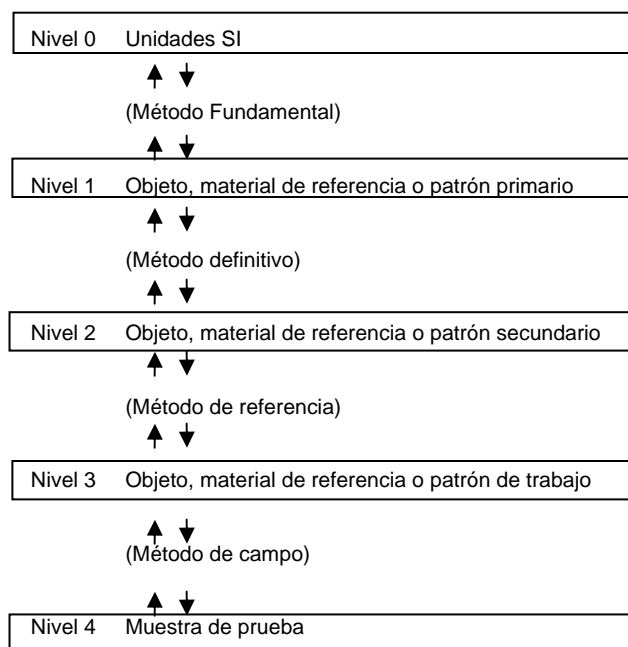 Nivel 0 Unidades SI
(Método Fundamental)
Nivel 1 Objeto, material de referencia o patrón primario
(Método definitivo)
Nivel 2 Objeto, material de referencia o patrón secundario
(Método de referencia)
Nivel 3 Objeto, material de referencia o patrón de trabajo
(Método de campo)
Nivel 4 Muestra de prueba